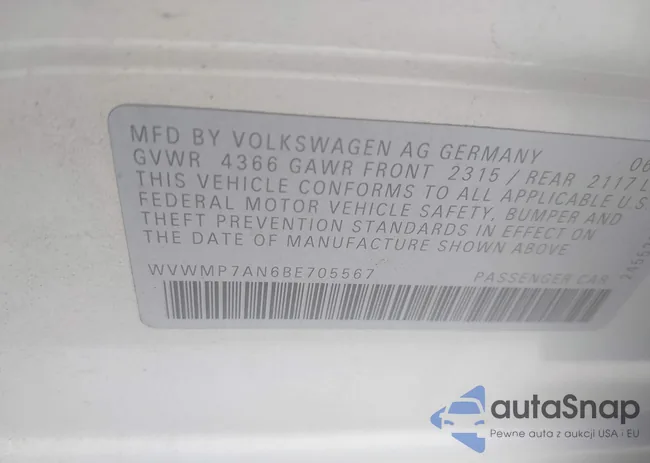 MFD BY VOLKSWAGEN AG GERMANY 06
GVWR 4366 GAWR FRONT 2315 / REAR 2117 L
THIS VEHICLE CONFORMS TO ALL APPLICABLE U.S
FEDERAL MOTOR VEHICLE SAFETY, BUMPER AND
THEFT PREVENTION STANDARDS IN EFFECT ON
THE DATE OF MANUFACTURE SHOWN ABOVE
WVWMP7AN6BE705567 PASSENGER CAR
autaSnap
Pewne auta z aukcji USA i EU